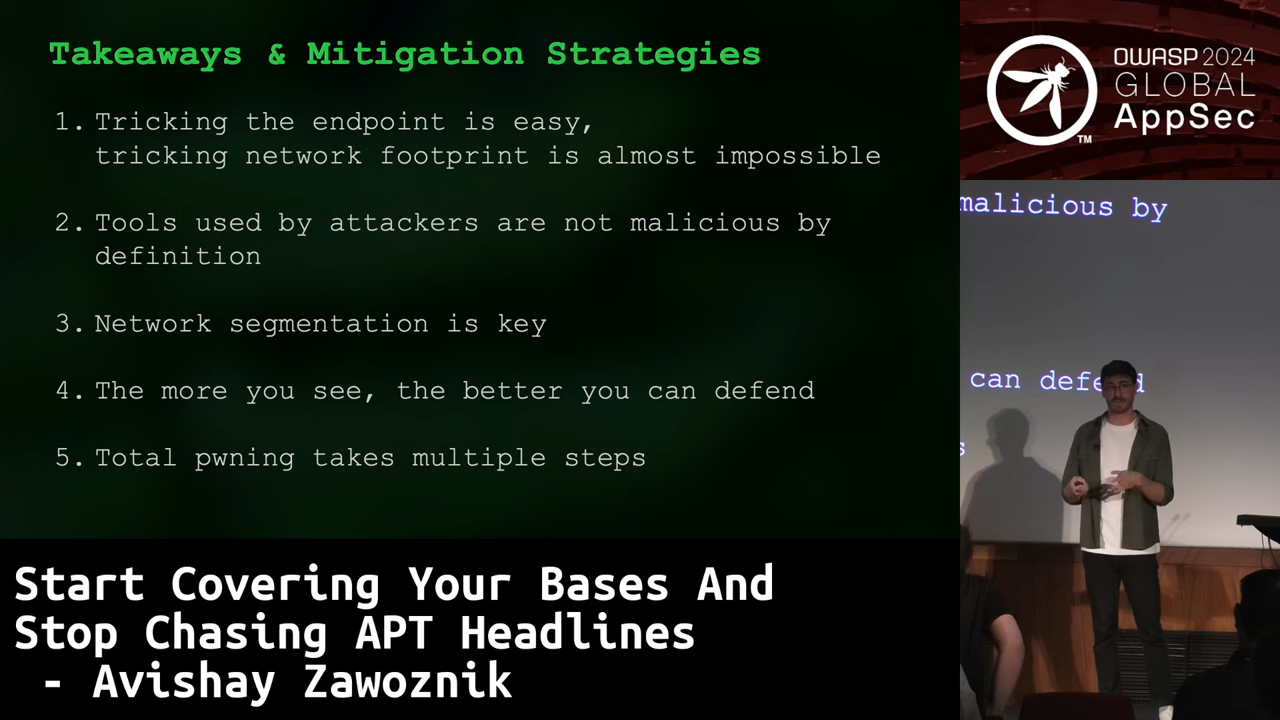 Takeaways & Mitigation Strategies
1. Tricking the endpoint is easy,
tricking network footprint is almost impossible
2. Tools used by attackers are not malicious by
definition
3. Network segmentation is key
4. The more you see, the better you can defend
5. Total pwning takes multiple steps
OWASP 2024
GLOBAL
AppSec
TM
malicious by
can defend
s
Start Covering Your Bases And
Stop Chasing APT Headlines
- Avishay Zawoznik